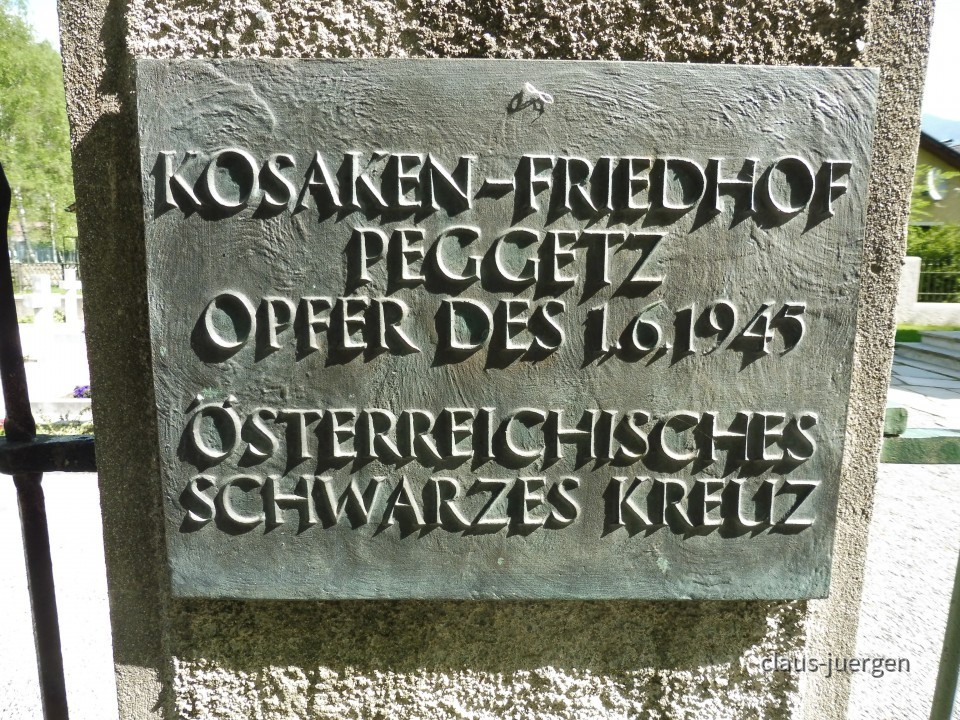 KOSAKEN-FRIEDHOF
PEGGETZ
OPFER DES 1.6.1945
ÖSTERREICHISCHES
SCHWARZES KREUZ
claus-juergen